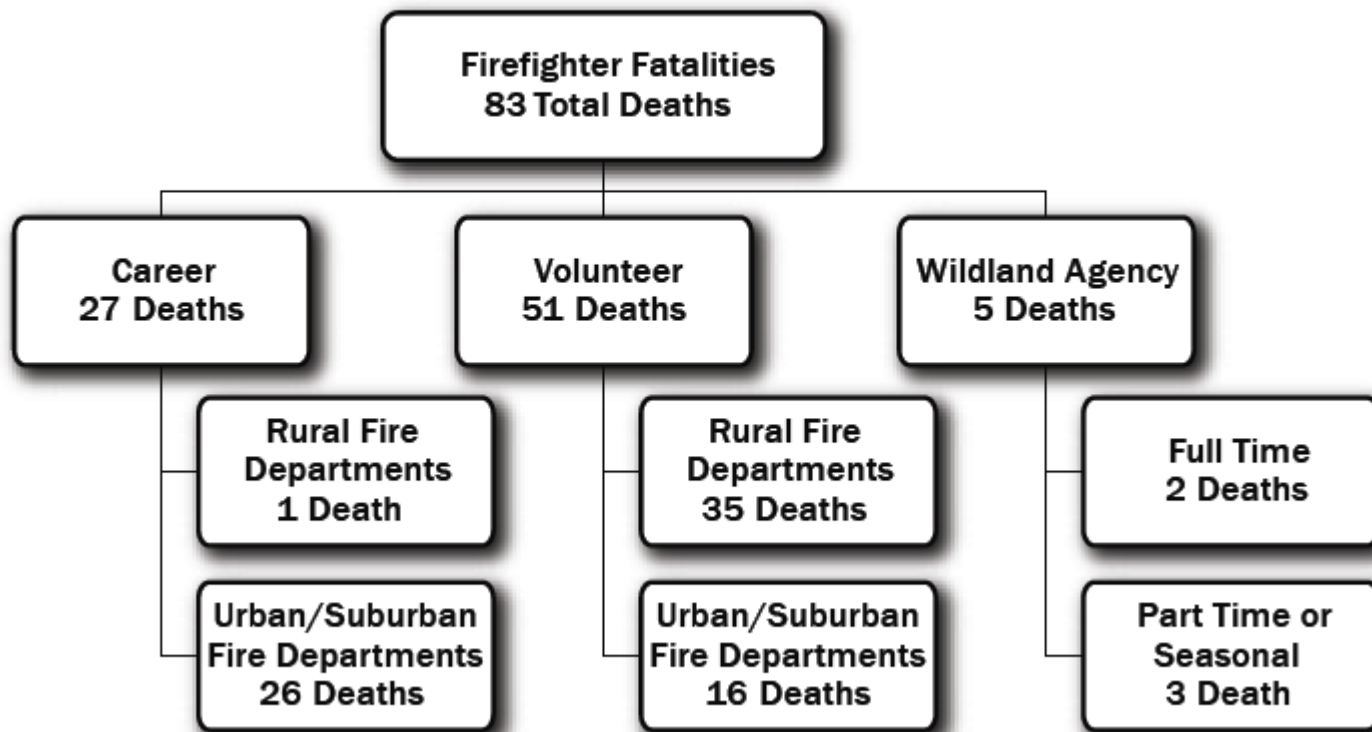 Firefighter Fatalities
83 Total Deaths
Career
27 Deaths
Volunteer
51 Deaths
Wildland Agency
5 Deaths
Rural Fire
Departments
1 Death
Rural Fire
Departments
35 Deaths
Full Time
2 Deaths
Urban/Suburban
Fire Departments
26 Deaths
Urban/Suburban
Fire Departments
16 Deaths
Part Time or
Seasonal
3 Death